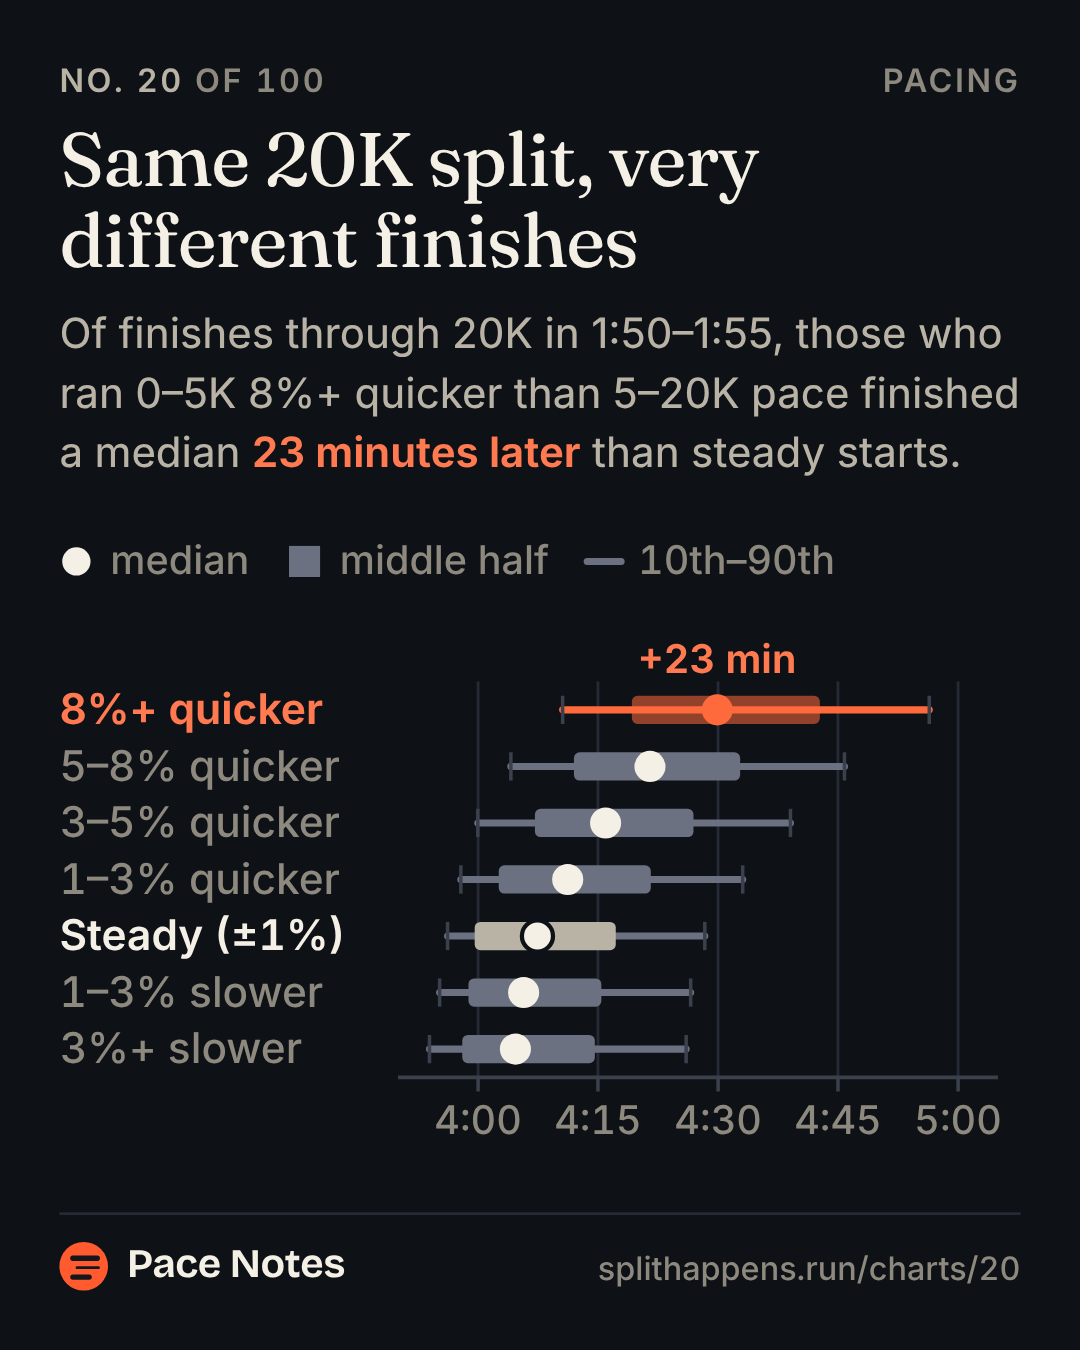 NO. 20 OF 100
PACING
Same 20K split, very
different finishes
Of finishes through 20K in 1:50–1:55, those who
ran 0–5K 8%+ quicker than 5–20K pace finished
a median 23 minutes later than steady starts.
median
middle half
10th–90th
+23 min
8%+ quicker
5–8% quicker
3–5% quicker
1–3% quicker
Steady (±1%)
1–3% slower
3%+ slower
4:00 4:15 4:30 4:45 5:00
Pace Notes
splithappens.run/charts/20